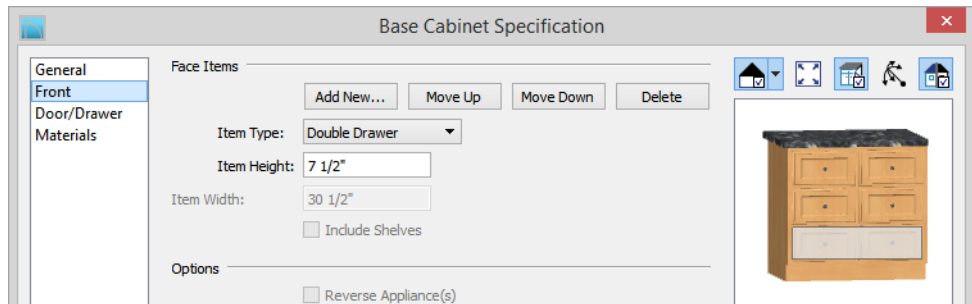 Base Cabinet Specification
General
Front
Door/Drawer
Materials
Face Items
Add New... Move Up Move Down Delete
Item Type: Double Drawer
Item Height: 7 1/2"
Item Width: 30 1/2"
Include Shelves
Options
Reverse Appliance(s)